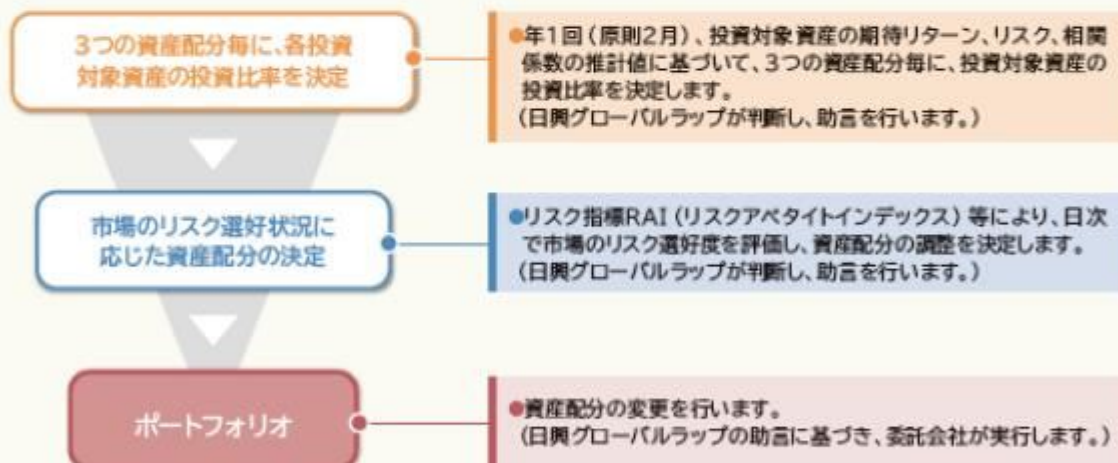 3つの資産配分毎に、各投資
対象資産の投資比率を決定
●年1回（原則2月）、投資対象資産の期待リターン、リスク、相関
係数の推計値に基づいて、3つの資産配分毎に、投資対象資産の
投資比率を決定します。
（日興グローバルラップが判断し、助言を行います。）
市場のリスク選好状況に
応じた資産配分の決定
●リスク指標RAI（リスクアペタイトインデックス）等により、日次
で市場のリスク選好度を評価し、資産配分の調整を決定します。
（日興グローバルラップが判断し、助言を行います。）
ポートフォリオ
●資産配分の変更を行います。
（日興グローバルラップの助言に基づき、委託会社が実行します。）